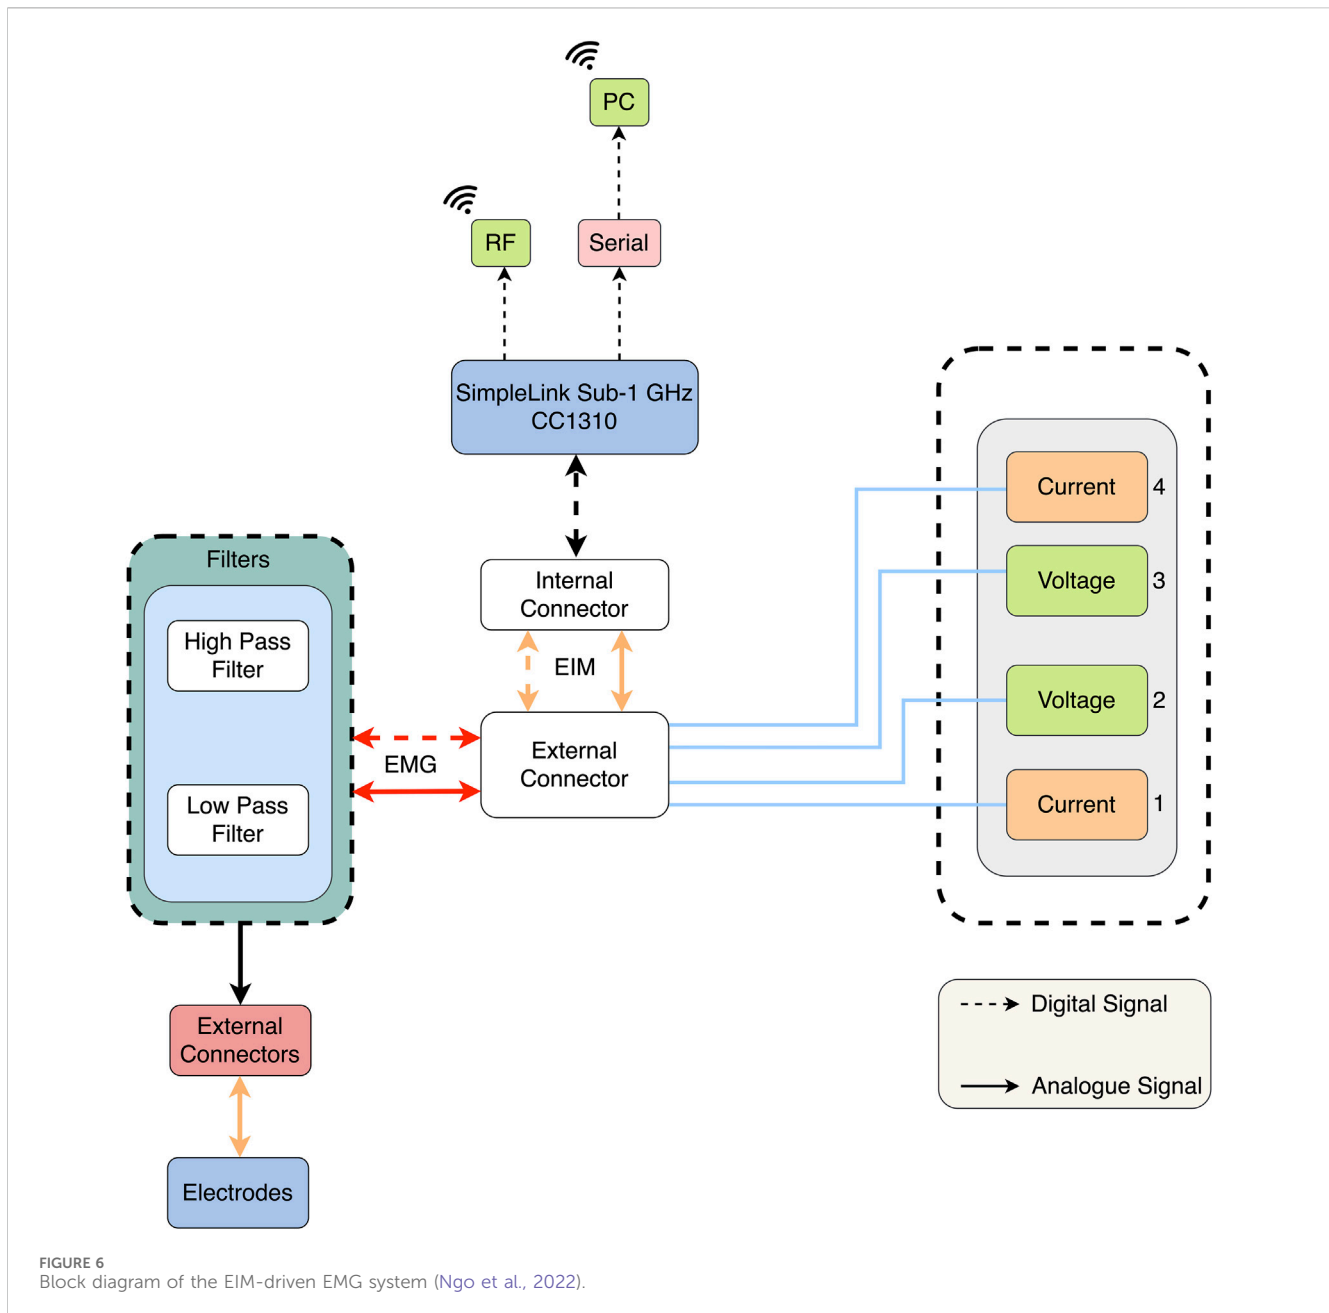 PC
RF
Serial
SimpleLink Sub-1 GHz
CC1310
Current 4
Voltage 3
Voltage 2
Current 1
Filters
High Pass
Filter
Low Pass
Filter
Internal
Connector
EIM
External
Connector
EMG
External
Connectors
Electrodes
Digital Signal
Analogue Signal
FIGURE 6
Block diagram of the EIM-driven EMG system (Ngo et al., 2022).